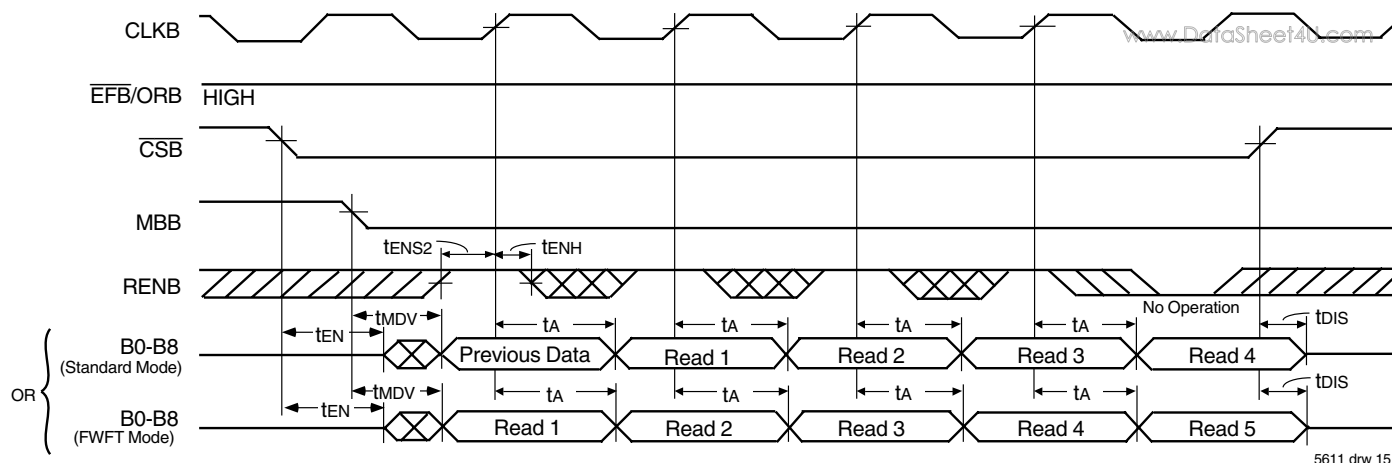 CLKB
www.DataSheet4U.com
EFB/ORB HIGH
CSB
MBB
tENS2 tENH
RENB
No Operation
tMDV tEN tA tA tA tA tDIS
B0-B8 Previous Data Read 1 Read 2 Read 3 Read 4
(Standard Mode)
OR
tMDV tEN tA tA tA tA tDIS
B0-B8 Read 1 Read 2 Read 3 Read 4 Read 5
(FWFT Mode)
5611 drw 15